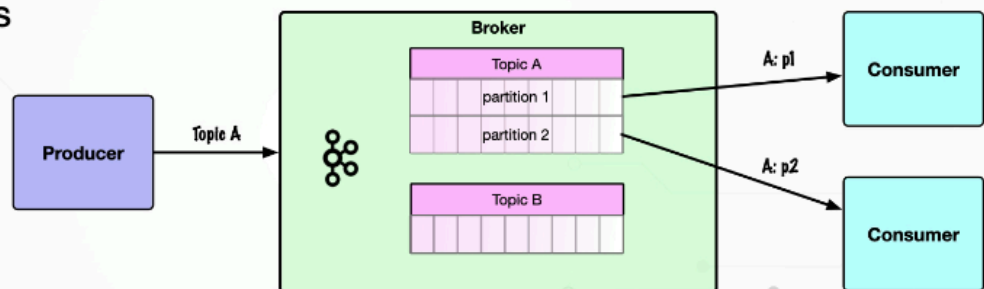 s
Broker
Topic A
partition 1
partition 2
Topic B
Producer
Topic A
A: p1
A: p2
Consumer
Consumer